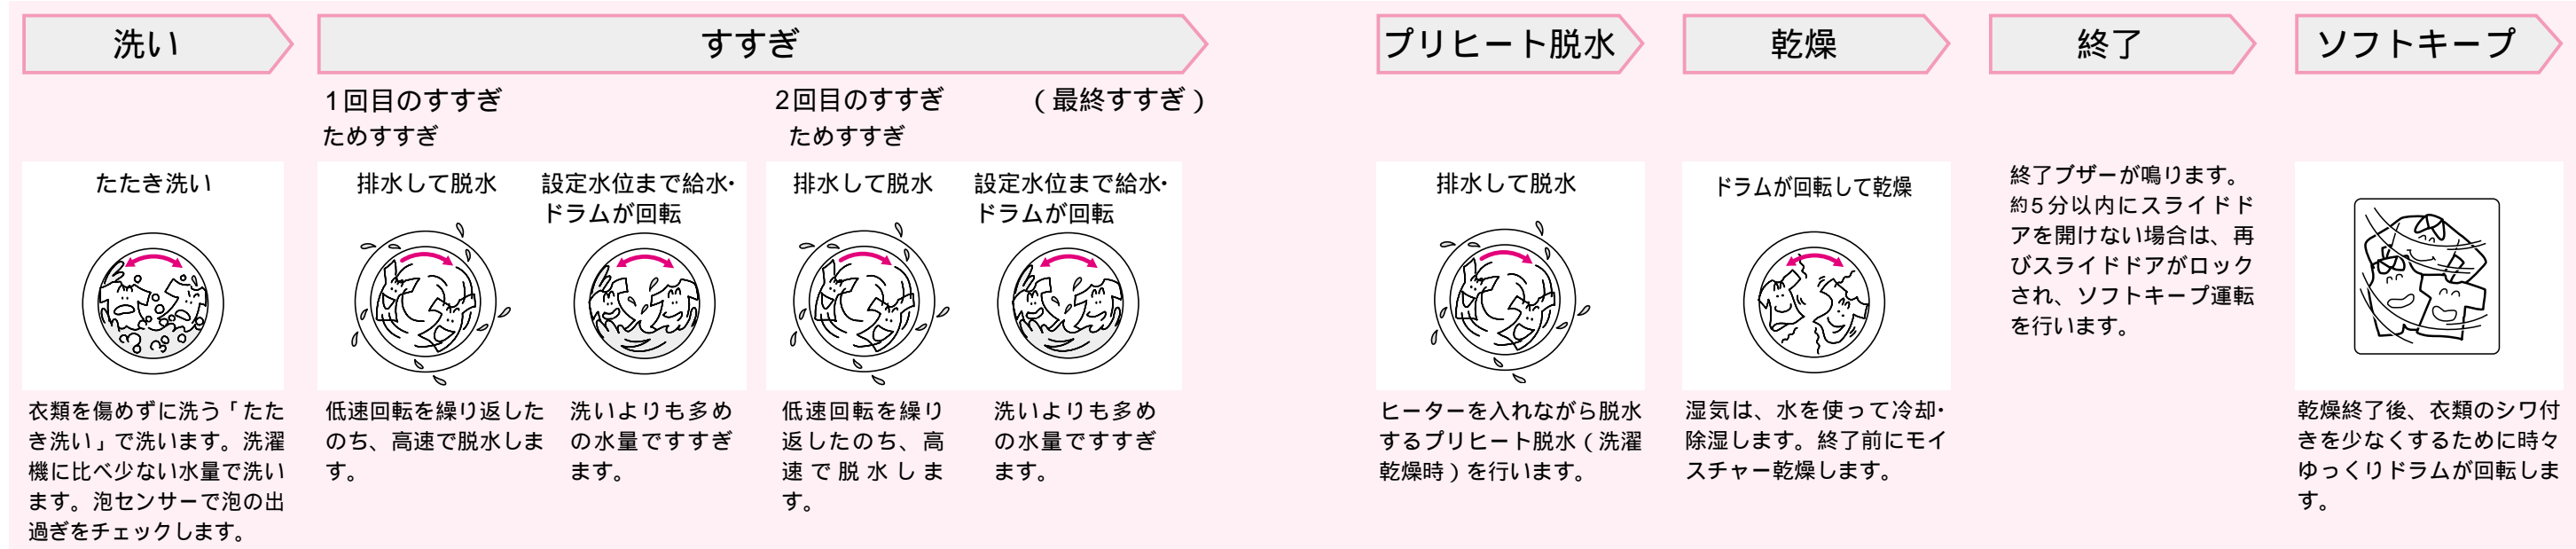 洗い
すすぎ
プリヒート脱水
乾燥
終了
ソフトキープ
1回目のすすぎ
ためすすぎ
2回目のすすぎ
(最終すすぎ)
ためすすぎ
たたき洗い
衣類を傷めずに洗う「たた
き洗い」で洗います。洗濯
機に比べ少ない水量で洗い
ます。泡センサーで泡の出
過ぎをチェックします。
排水して脱水
低速回転を繰り返した
のち、高速で脱水しま
す。
設定水位まで給水・
ドラムが回転
洗いよりも多め
の水量ですすぎ
ます。
排水して脱水
低速回転を繰り
返したのち、高
速で脱水しま
す。
設定水位まで給水・
ドラムが回転
洗いよりも多め
の水量ですすぎ
ます。
排水して脱水
ヒーターを入れながら脱水
するプリヒート脱水(洗濯
乾燥時)を行います。
ドラムが回転して乾燥
湿気は、水を使って冷却・
除湿します。終了前にモイ
スチャー乾燥します。
終了ブザーが鳴ります。
約5分以内にスライドド
アを開けない場合は、再
びスライドドアがロック
され、ソフトキープ運転
を行います。
乾燥終了後、衣類のシワ付
きを少なくするために時々
ゆっくりドラムが回転しま
す。